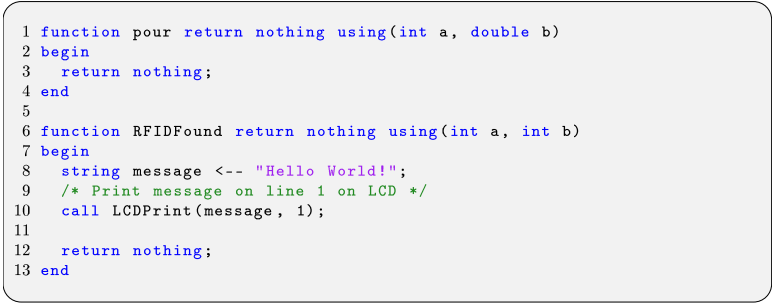 1 function pour return nothing using(int a, double b)
2 begin
3   return nothing;
4 end
5
6 function RFIDFound return nothing using(int a, int b)
7 begin
8   string message <-- "Hello World!";
9   /* Print message on line 1 on LCD */
10   call LCDPrint(message, 1);
11
12   return nothing;
13 end